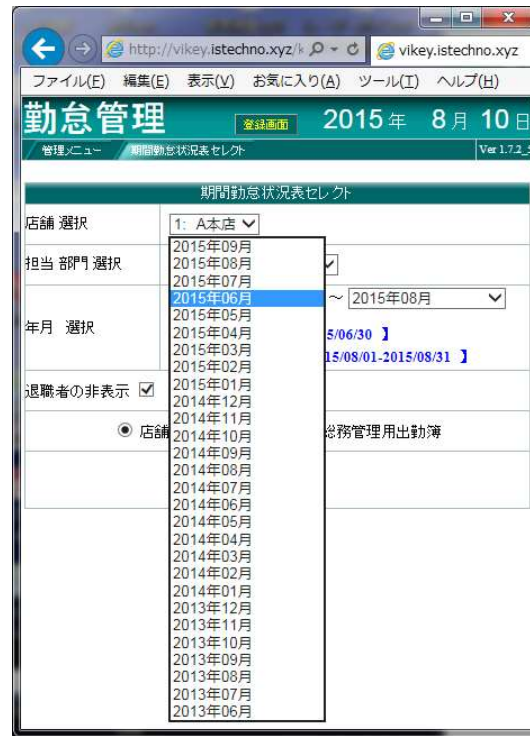 http://vikey.istechno.xyz/k
vikey.istechno.xyz
ファイル(F) 編集(E) 表示(V) お気に入り(A) ツール(T) ヘルプ(H)
勤怠管理 登録画面 2015年 8月 10日
管理メニュー 期間勤怠状況表セレクト Ver 1.7.2_
期間勤怠状況表セレクト
店舗 選択 1: A本店
2015年09月
担当 部門 選択 2015年08月
2015年07月
2015年06月 ~ 2015年08月
2015年05月
年月 選択 2015年04月 5/06/30 】
2015年03月
2015年02月 15/08/01-2015/08/31 】
2015年01月
退職者の非表示
2014年12月
2014年11月
店舗 2014年10月 総務管理用出勤簿
2014年09月
2014年08月
2014年07月
2014年06月
2014年05月
2014年04月
2014年03月
2014年02月
2014年01月
2013年12月
2013年11月
2013年10月
2013年09月
2013年08月
2013年07月
2013年06月